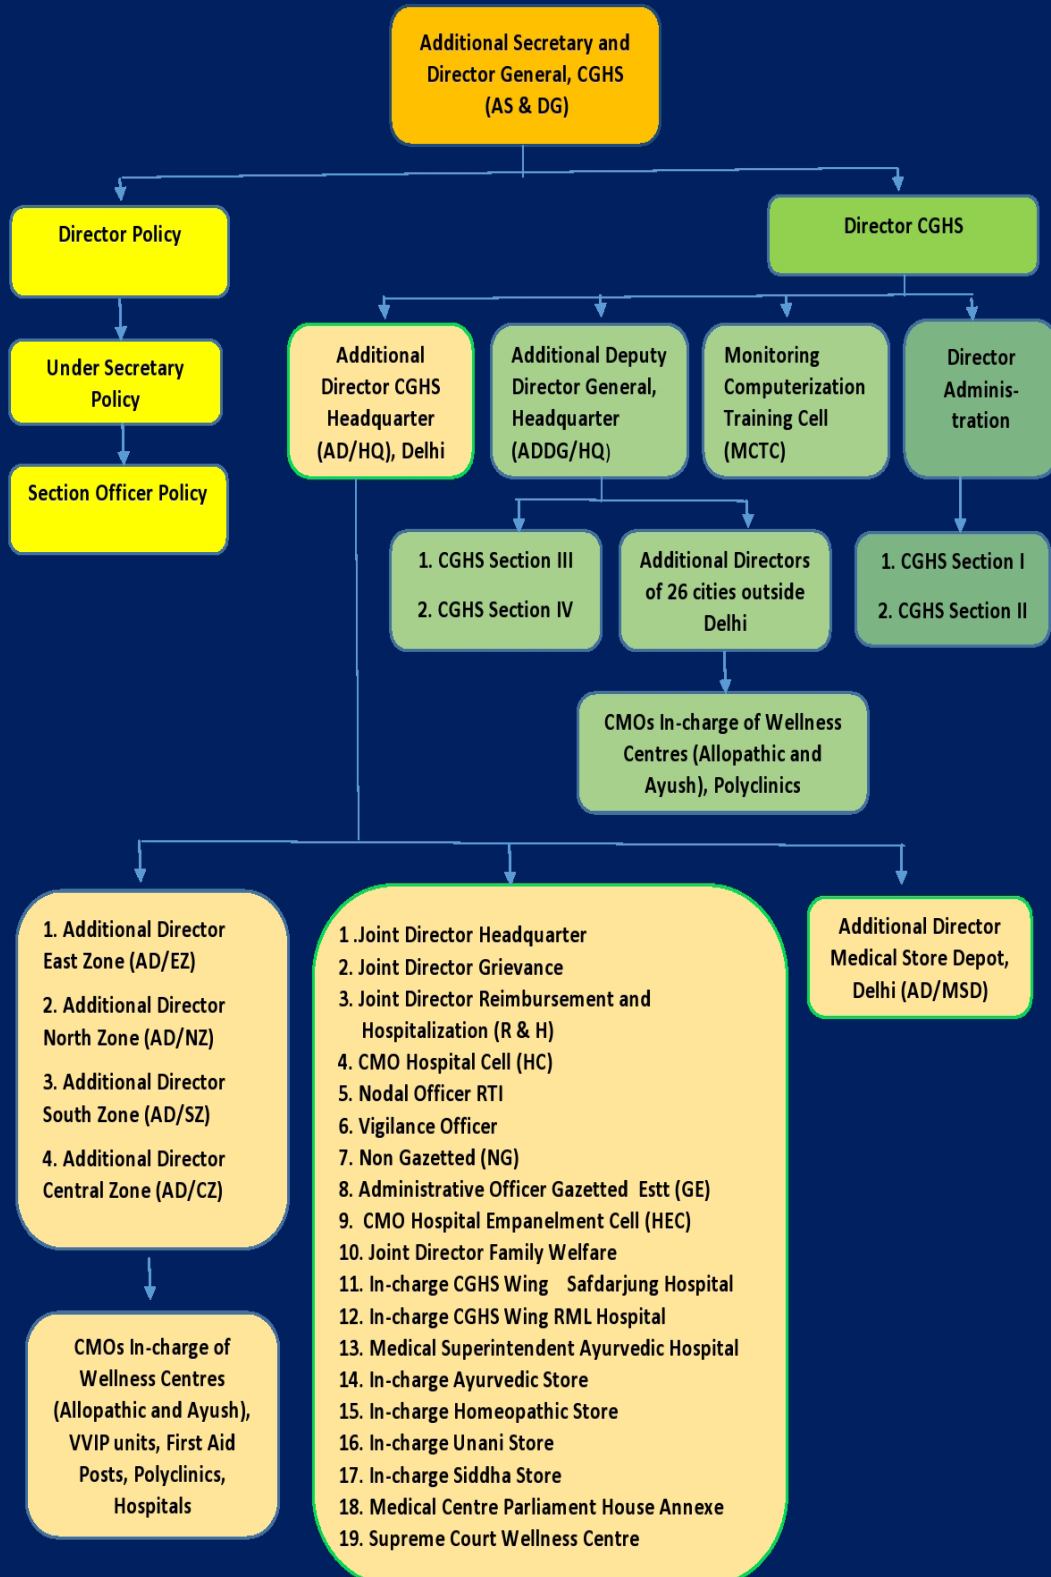 Additional Secretary and
Director General, CGHS
(AS & DG)
Director Policy
Director CGHS
Under Secretary
Policy
Section Officer Policy
Additional
Director CGHS
Headquarter
(AD/HQ), Delhi
Additional Deputy
Director General,
Headquarter
(ADDG/HQ)
Monitoring
Computerization
Training Cell
(MCTC)
Director
Adminis-
tration
1. CGHS Section III
2. CGHS Section IV
Additional Directors
of 26 cities outside
Delhi
1. CGHS Section I
2. CGHS Section II
CMOs In-charge of Wellness
Centres (Allopathic and
Ayush), Polyclinics
1. Additional Director
East Zone (AD/EZ)
2. Additional Director
North Zone (AD/NZ)
3. Additional Director
South Zone (AD/SZ)
4. Additional Director
Central Zone (AD/CZ)
CMOs In-charge of
Wellness Centres
(Allopathic and Ayush),
VVIP units, First Aid
Posts, Polyclinics,
Hospitals
1 .Joint Director Headquarter
2. Joint Director Grievance
3. Joint Director Reimbursement and
Hospitalization (R & H)
4. CMO Hospital Cell (HC)
5. Nodal Officer RTI
6. Vigilance Officer
7. Non Gazetted (NG)
8. Administrative Officer Gazetted Estt (GE)
9. CMO Hospital Empanelment Cell (HEC)
10. Joint Director Family Welfare
11. In-charge CGHS Wing Safdarjung Hospital
12. In-charge CGHS Wing RML Hospital
13. Medical Superintendent Ayurvedic Hospital
14. In-charge Ayurvedic Store
15. In-charge Homeopathic Store
16. In-charge Unani Store
17. In-charge Siddha Store
18. Medical Centre Parliament House Annexe
19. Supreme Court Wellness Centre
Additional Director
Medical Store Depot,
Delhi (AD/MSD)